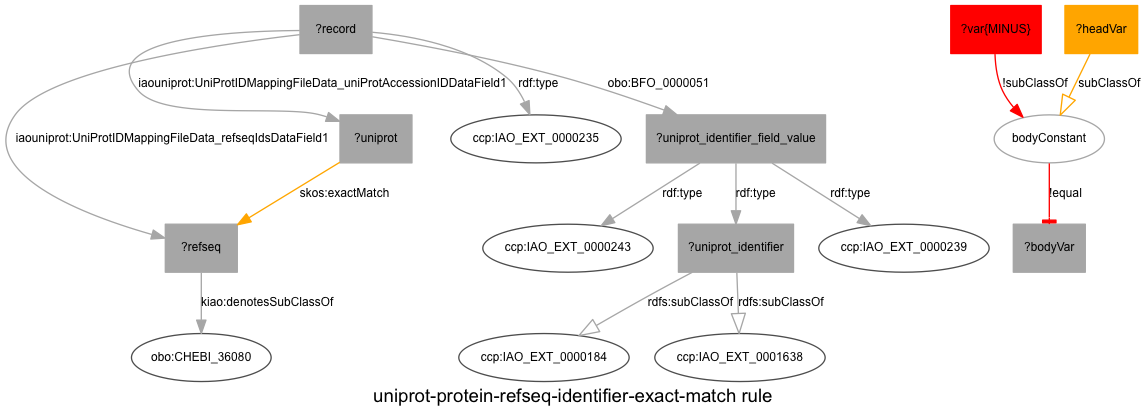 ?record
?var{MINUS}
?headVar
iaouniprot:UniProtIDMappingFileData_uniProtAccessionIDDataField1
rdf:type
obo:BFO_0000051
!subClassOf
subClassOf
iaouniprot:UniProtIDMappingFileData_refseqIdsDataField1
?uniprot
ccp:IAO_EXT_0000235
?uniprot_identifier_field_value
bodyConstant
skos:exactMatch
rdf:type
rdf:type
rdf:type
!equal
?refseq
ccp:IAO_EXT_0000243
?uniprot_identifier
ccp:IAO_EXT_0000239
?bodyVar
kiao:denotesSubClassOf
rdfs:subClassOf
rdfs:subClassOf
obo:CHEBI_36080
ccp:IAO_EXT_0000184
ccp:IAO_EXT_0001638
uniprot-protein-refseq-identifier-exact-match rule